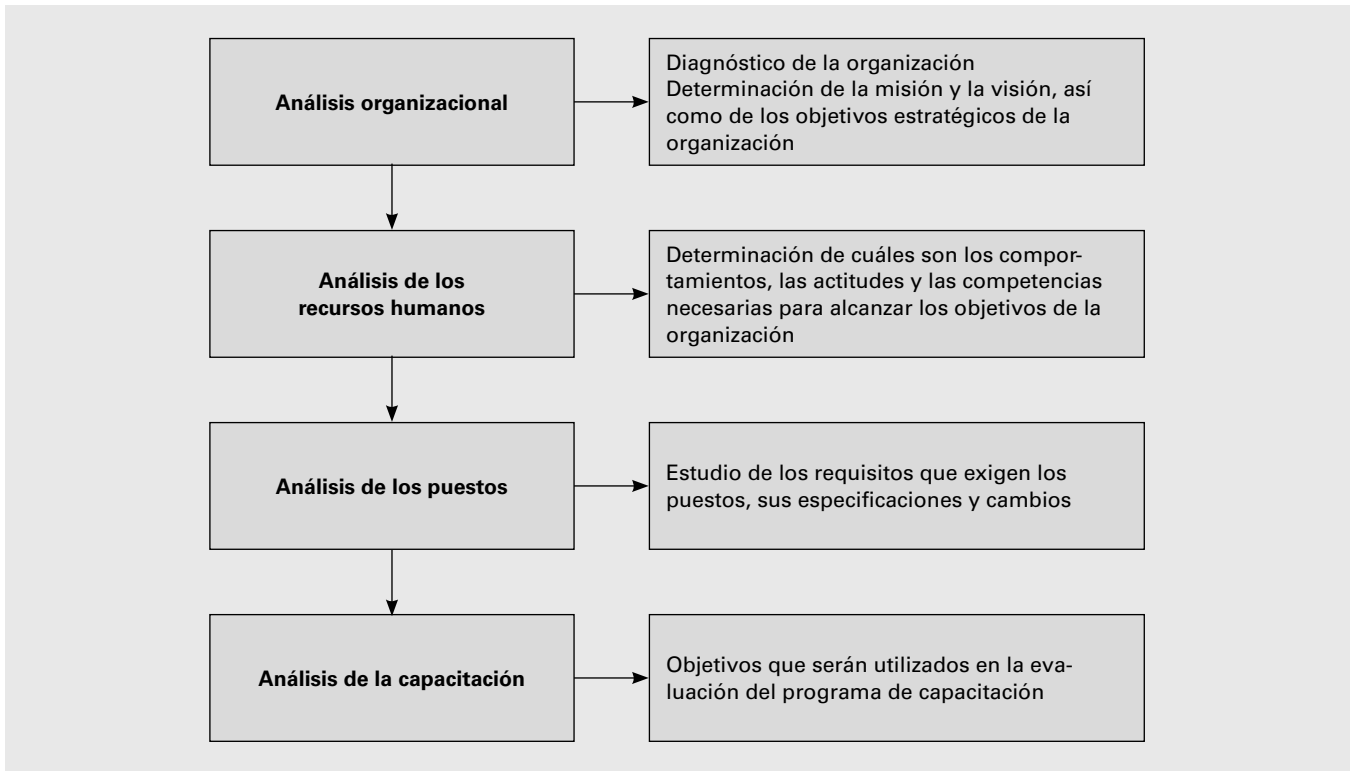 Análisis organizacional
Diagnóstico de la organización
Determinación de la misión y la visión, así
como de los objetivos estratégicos de la
organización
Análisis de los
recursos humanos
Determinación de cuáles son los compor-
tamientos, las actitudes y las competencias
necesarias para alcanzar los objetivos de la
organización
Análisis de los puestos
Estudio de los requisitos que exigen los
puestos, sus especificaciones y cambios
Análisis de la capacitación
Objetivos que serán utilizados en la eva-
luación del programa de capacitación